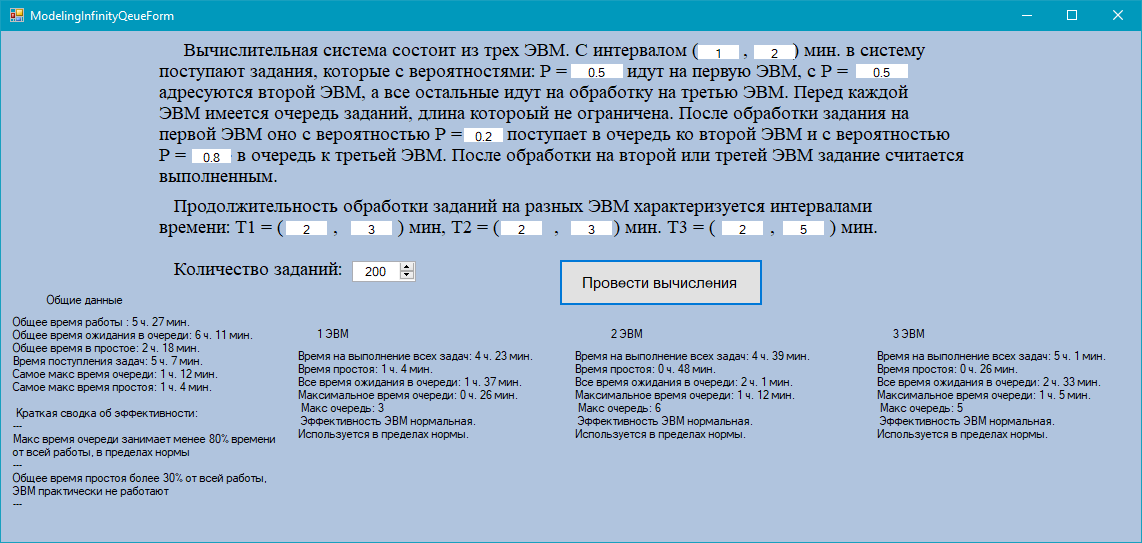 ModelingInfinityQeueForm
Вычислительная система состоит из трех ЭВМ. С интервалом ( 1 , 2 ) мин. в систему
поступают задания, которые с вероятностями: P = 0.5 идут на первую ЭВМ, с P = 0.5
адресуются второй ЭВМ, а все остальные идут на обработку на третью ЭВМ. Перед каждой
ЭВМ имеется очередь заданий, длина котороый не ограничена. После обработки задания на
первой ЭВМ оно с вероятностью P = 0.2 поступает в очередь ко второй ЭВМ и с вероятностью
P = 0.8 в очередь к третьей ЭВМ. После обработки на второй или третей ЭВМ задание считается
выполненным.
Продолжительность обработки заданий на разных ЭВМ характеризуется интервалами
времени: T1 = ( 2 , 3 ) мин, T2 = ( 2 , 3 ) мин. T3 = ( 2 , 5 ) мин.
Количество заданий: 200
Провести вычисления
Общие данные
Общее время работы : 5 ч. 27 мин.
Общее время ожидания в очереди: 6 ч. 11 мин.
Общее время в простое: 2 ч. 18 мин.
Время поступления задач: 5 ч. 7 мин.
Самое макс время очереди: 1 ч. 12 мин.
Самое макс время простоя: 1 ч. 4 мин.
Краткая сводка об эффективности:
---
Макс время очереди занимает менее 80% времени
от всей работы, в пределах нормы
---
Общее время простоя более 30% от всей работы,
ЭВМ практически не работают
---
1 ЭВМ
Время на выполнение всех задач: 4 ч. 23 мин.
Время простоя: 1 ч. 4 мин.
Все время ожидания в очереди: 1 ч. 37 мин.
Максимальное время очереди: 0 ч. 26 мин.
Макс очередь: 3
Эффективность ЭВМ нормальная.
Используется в пределах нормы.
2 ЭВМ
Время на выполнение всех задач: 4 ч. 39 мин.
Время простоя: 0 ч. 48 мин.
Все время ожидания в очереди: 2 ч. 1 мин.
Максимальное время очереди: 1 ч. 12 мин.
Макс очередь: 6
Эффективность ЭВМ нормальная.
Используется в пределах нормы.
3 ЭВМ
Время на выполнение всех задач: 5 ч. 1 мин.
Время простоя: 0 ч. 26 мин.
Все время ожидания в очереди: 2 ч. 33 мин.
Максимальное время очереди: 1 ч. 5 мин.
Макс очередь: 5
Эффективность ЭВМ нормальная.
Используется в пределах нормы.